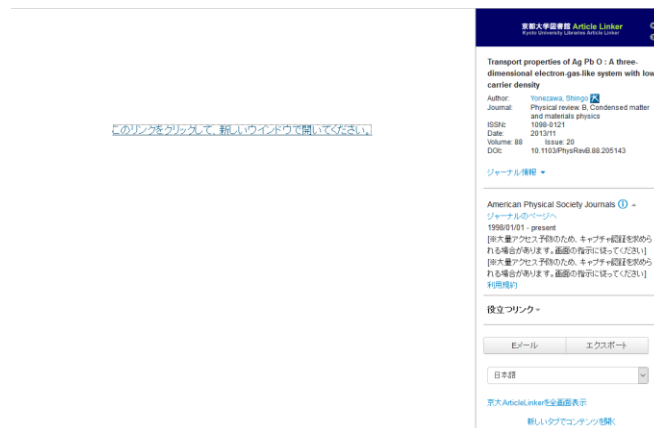 このリンクをクリックして、新しいウインドウで開いてください。
京都大学図書館 Article Linker
Kyoto University Libraries Article Linker
Transport properties of Ag Pb O : A three-
dimensional electron-gas-like system with low
carrier density
Author: Yonezawa, Shingo
Journal: Physical review. B, Condensed matter
and materials physics
ISSN: 1098-0121
Date: 2013/11
Volume: 88 Issue: 20
DOI: 10.1103/PhysRevB.88.205143
ジャーナル情報
American Physical Society Journals
ジャーナルのページへ
1998/01/01 - present
[※大量アクセス予防のため、キャプチャ認証を求めら
れる場合があります。画面の指示に従ってください]
[※大量アクセス予防のため、キャプチャ認証を求めら
れる場合があります。画面の指示に従ってください]
利用規約
役立つリンク
Eメール エクスポート
日本語
京大ArticleLinkerを全画面表示
新しいタブでコンテンツを開く